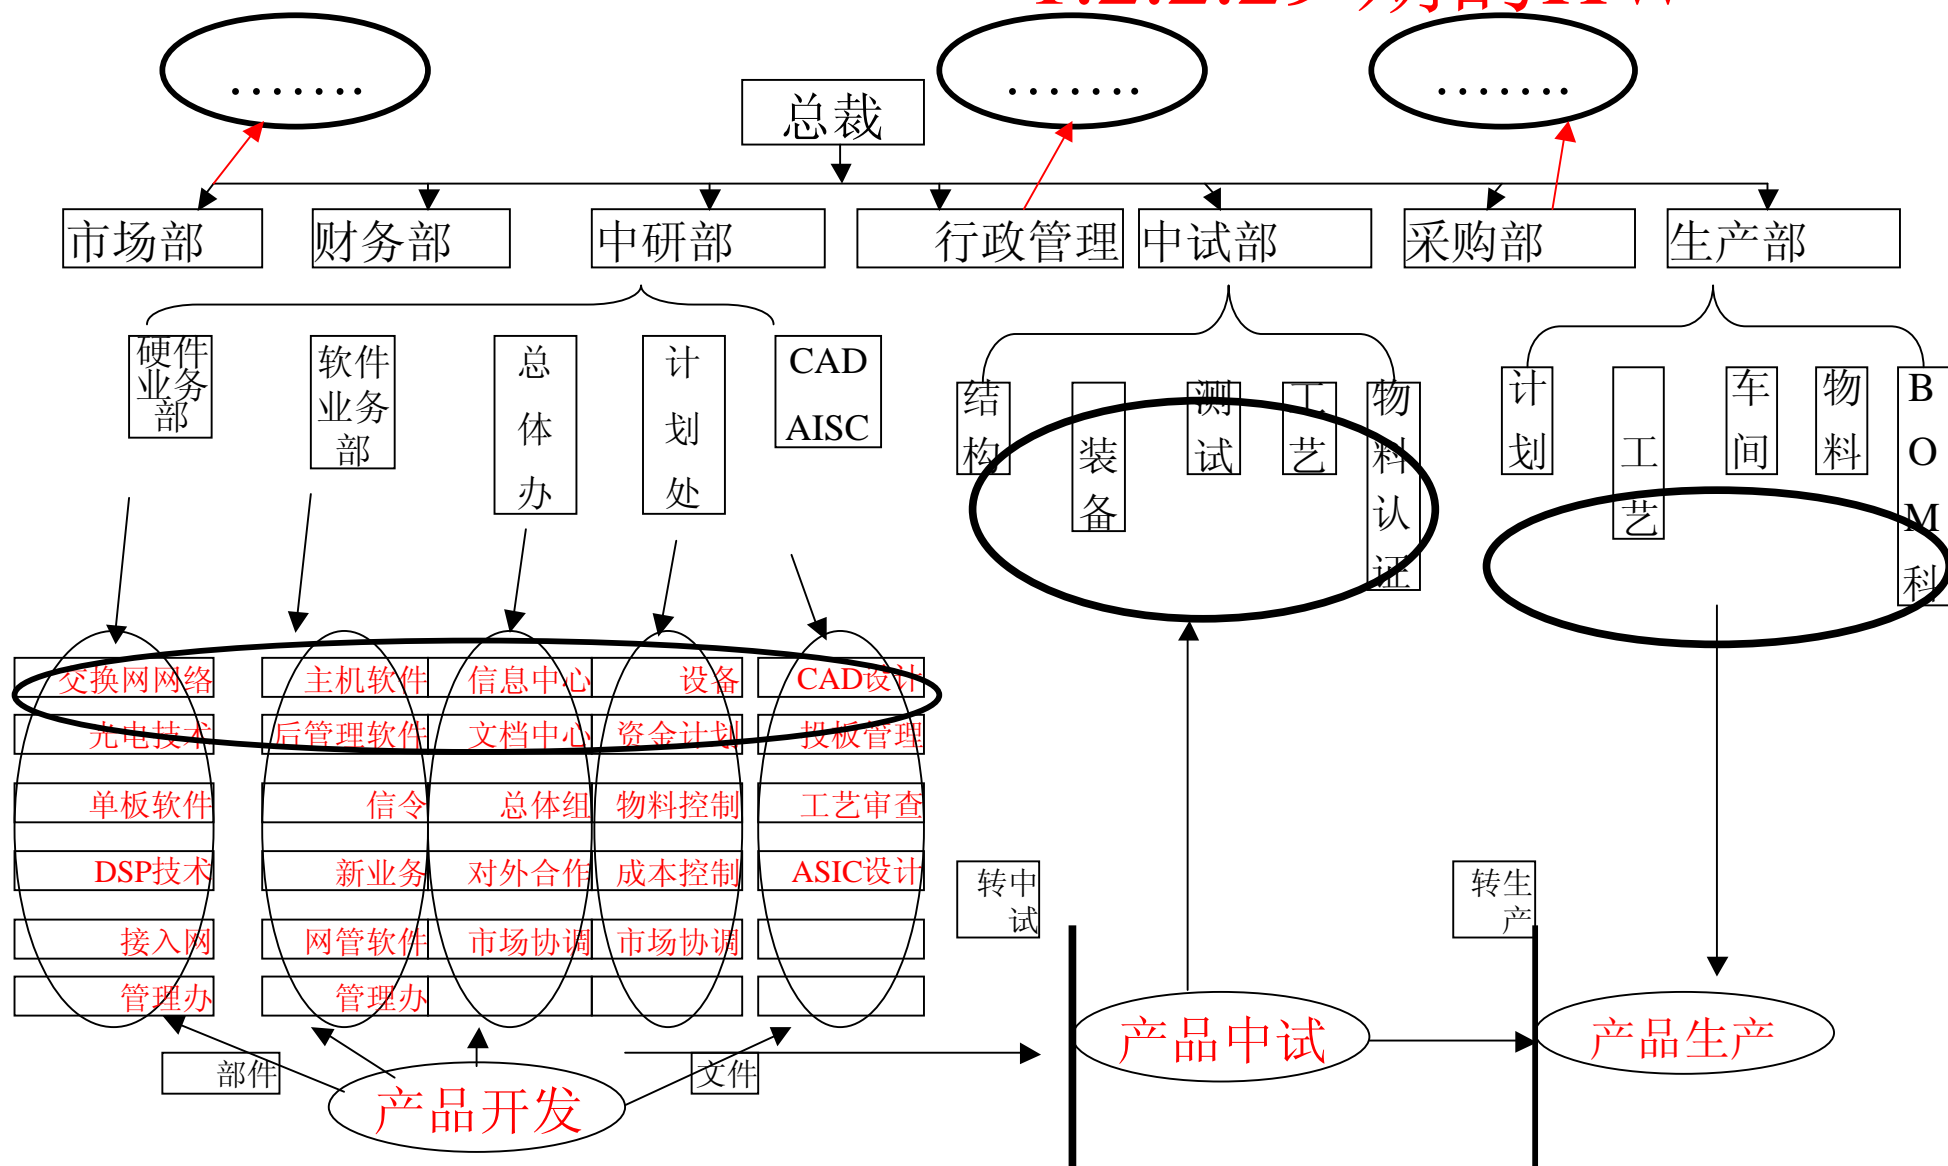 .......
.......
.......
总裁
市场部
财务部
中研部
行政管理
中试部
采购部
生产部
硬件
业务
部
软件
业务
部
总
体
办
计
划
处
CAD
AISC
结
构
装
备
测
试
工
艺
物
料
认
证
计
划
工
艺
车
间
物
料
B
O
M
科
交换网网络
主机软件
信息中心
设备
CAD设计
光电技术
后管理软件
文档中心
资金计划
投板管理
单板软件
信令
总体组
物料控制
工艺审查
DSP技术
新业务
对外合作
成本控制
ASIC设计
接入网
网管软件
市场协调
市场协调
管理办
管理办
转中
试
转生
产
部件
产品开发
文件
产品中试
产品生产